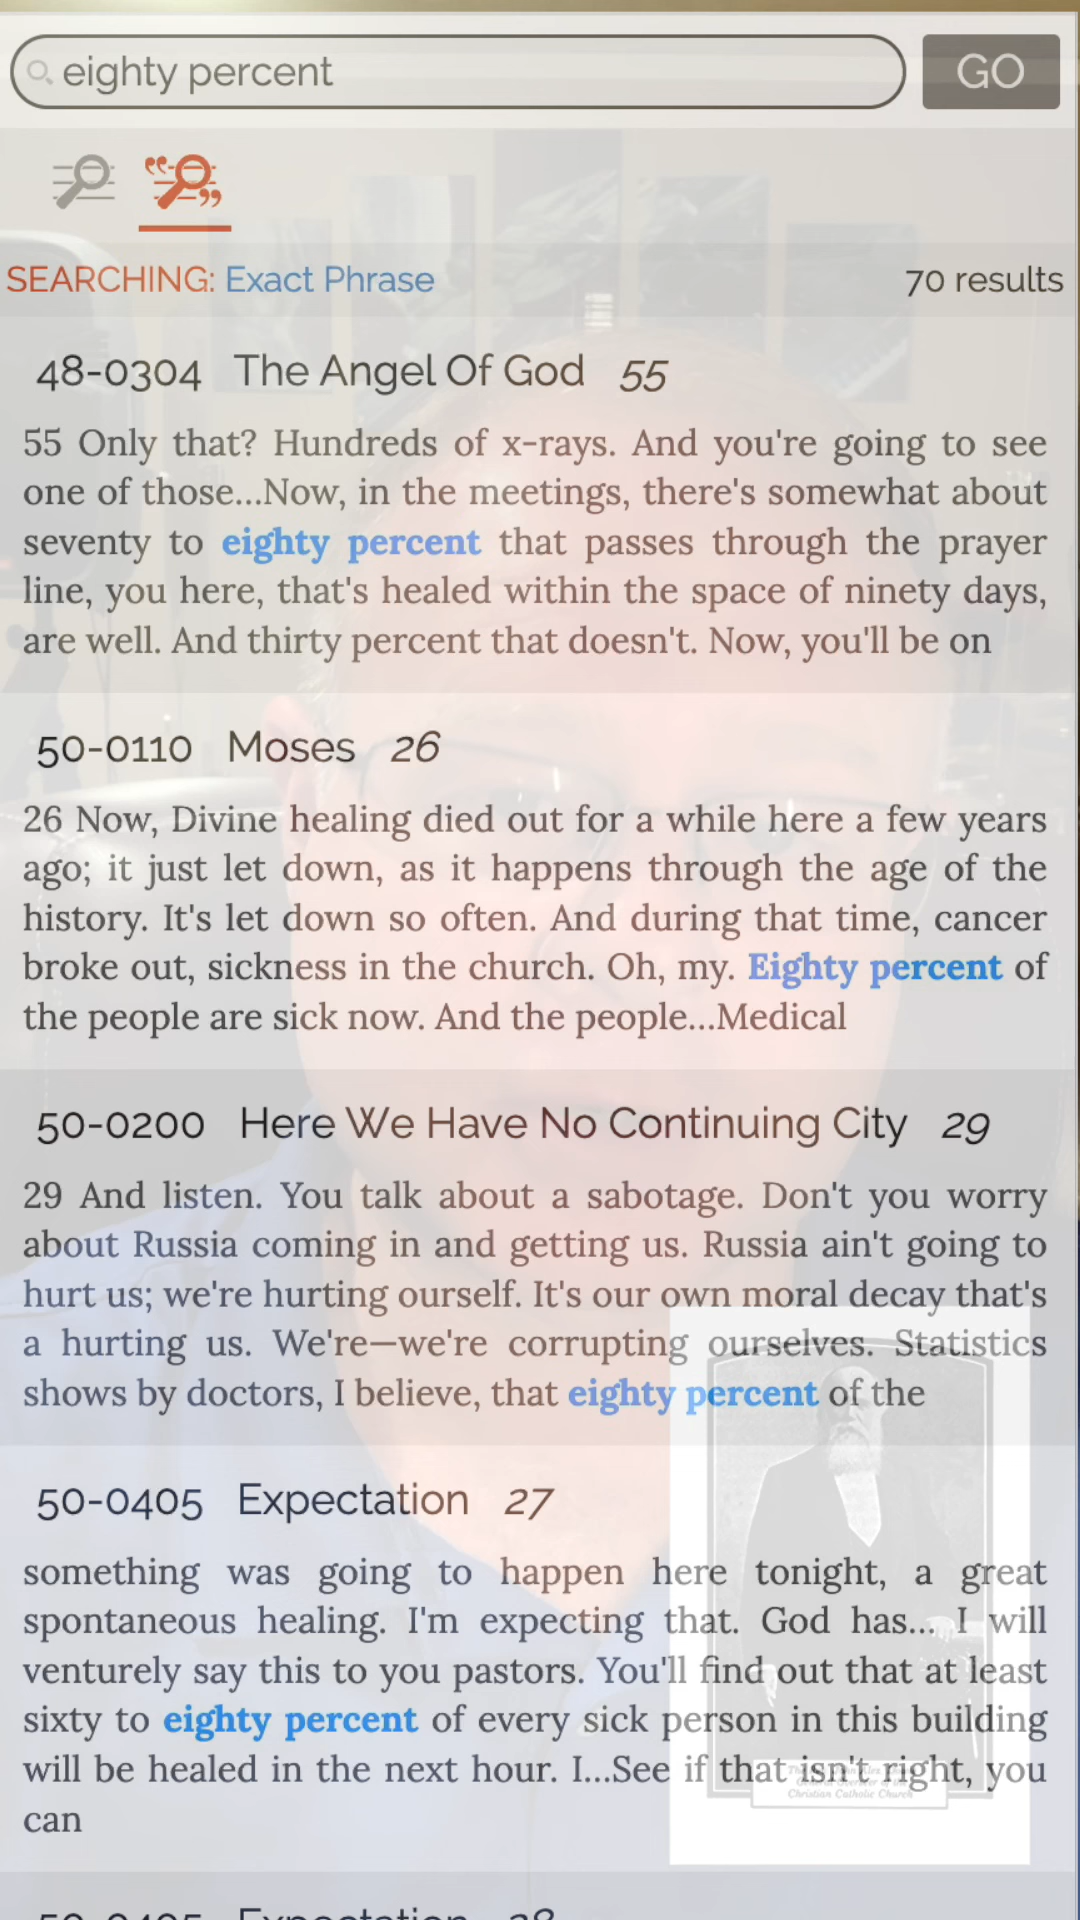 eighty percent
GO
SEARCHING: Exact Phrase
70 results
48-0304 The Angel Of God 55
55 Only that? Hundreds of x-rays. And you're going to see
one of those...Now, in the meetings, there's somewhat about
seventy to eighty percent that passes through the prayer
line, you here, that's healed within the space of ninety days,
are well. And thirty percent that doesn't. Now, you'll be on
50-0110 Moses 26
26 Now, Divine healing died out for a while here a few years
ago; it just let down, as it happens through the age of the
history. It's let down so often. And during that time, cancer
broke out, sickness in the church. Oh, my. Eighty percent of
the people are sick now. And the people...Medical
50-0200 Here We Have No Continuing City 29
29 And listen. You talk about a sabotage. Don't you worry
about Russia coming in and getting us. Russia ain't going to
hurt us; we're hurting ourself. It's our own moral decay that's
a hurting us. We're—we're corrupting ourselves. Statistics
shows by doctors, I believe, that eighty percent of the
50-0405 Expectation 27
something was going to happen here tonight, a great
spontaneous healing. I'm expecting that. God has... I will
venturely say this to you pastors. You'll find out that at least
sixty to eighty percent of every sick person in this building
will be healed in the next hour. I...See if that isn't right, you
can
Christian Catholic Church
50-0405 Expectation 28